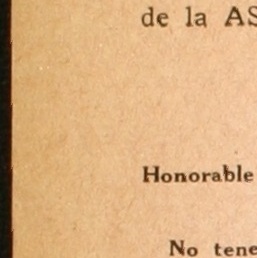 de la AS
Honorable
No tene